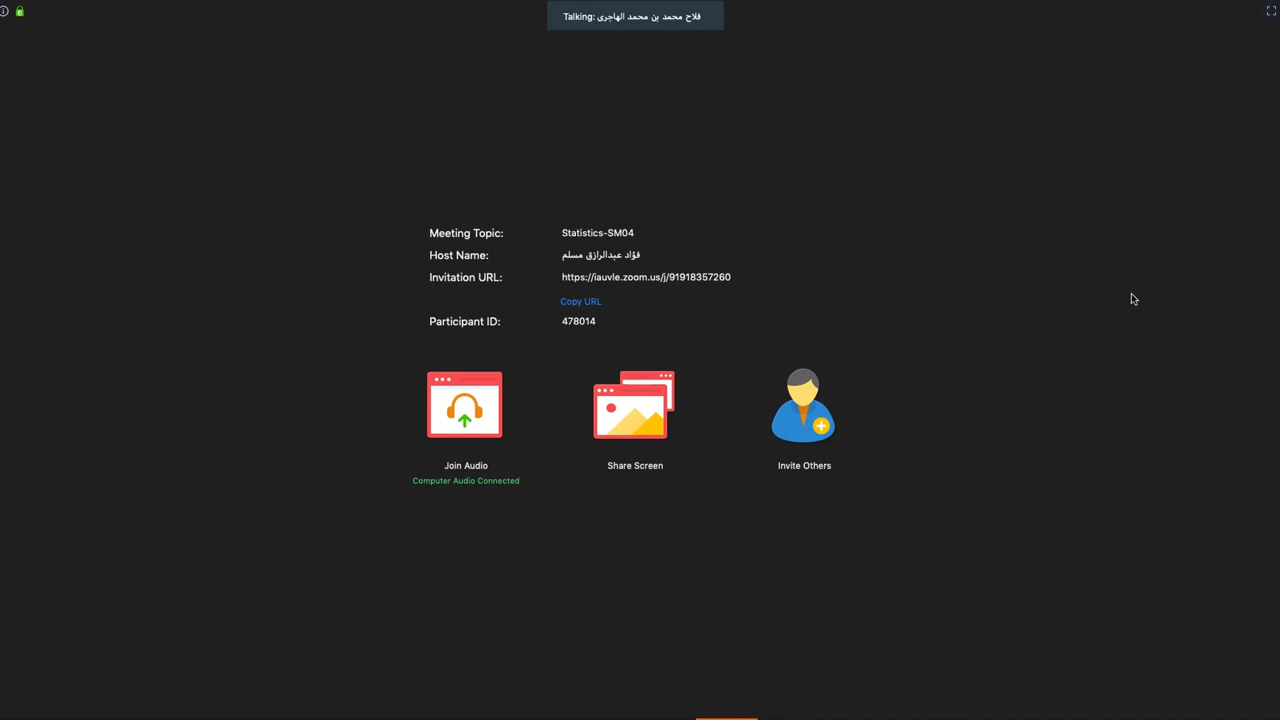 Talking: فلاح محمد بن محمد الهاجرى
Meeting Topic: Statistics-SM04
Host Name: فؤاد عبدالرازق مسلم
Invitation URL: https://iauvle.zoom.us/j/91918357260
Copy URL
Participant ID: 478014
Join Audio
Share Screen
Invite Others
Computer Audio Connected